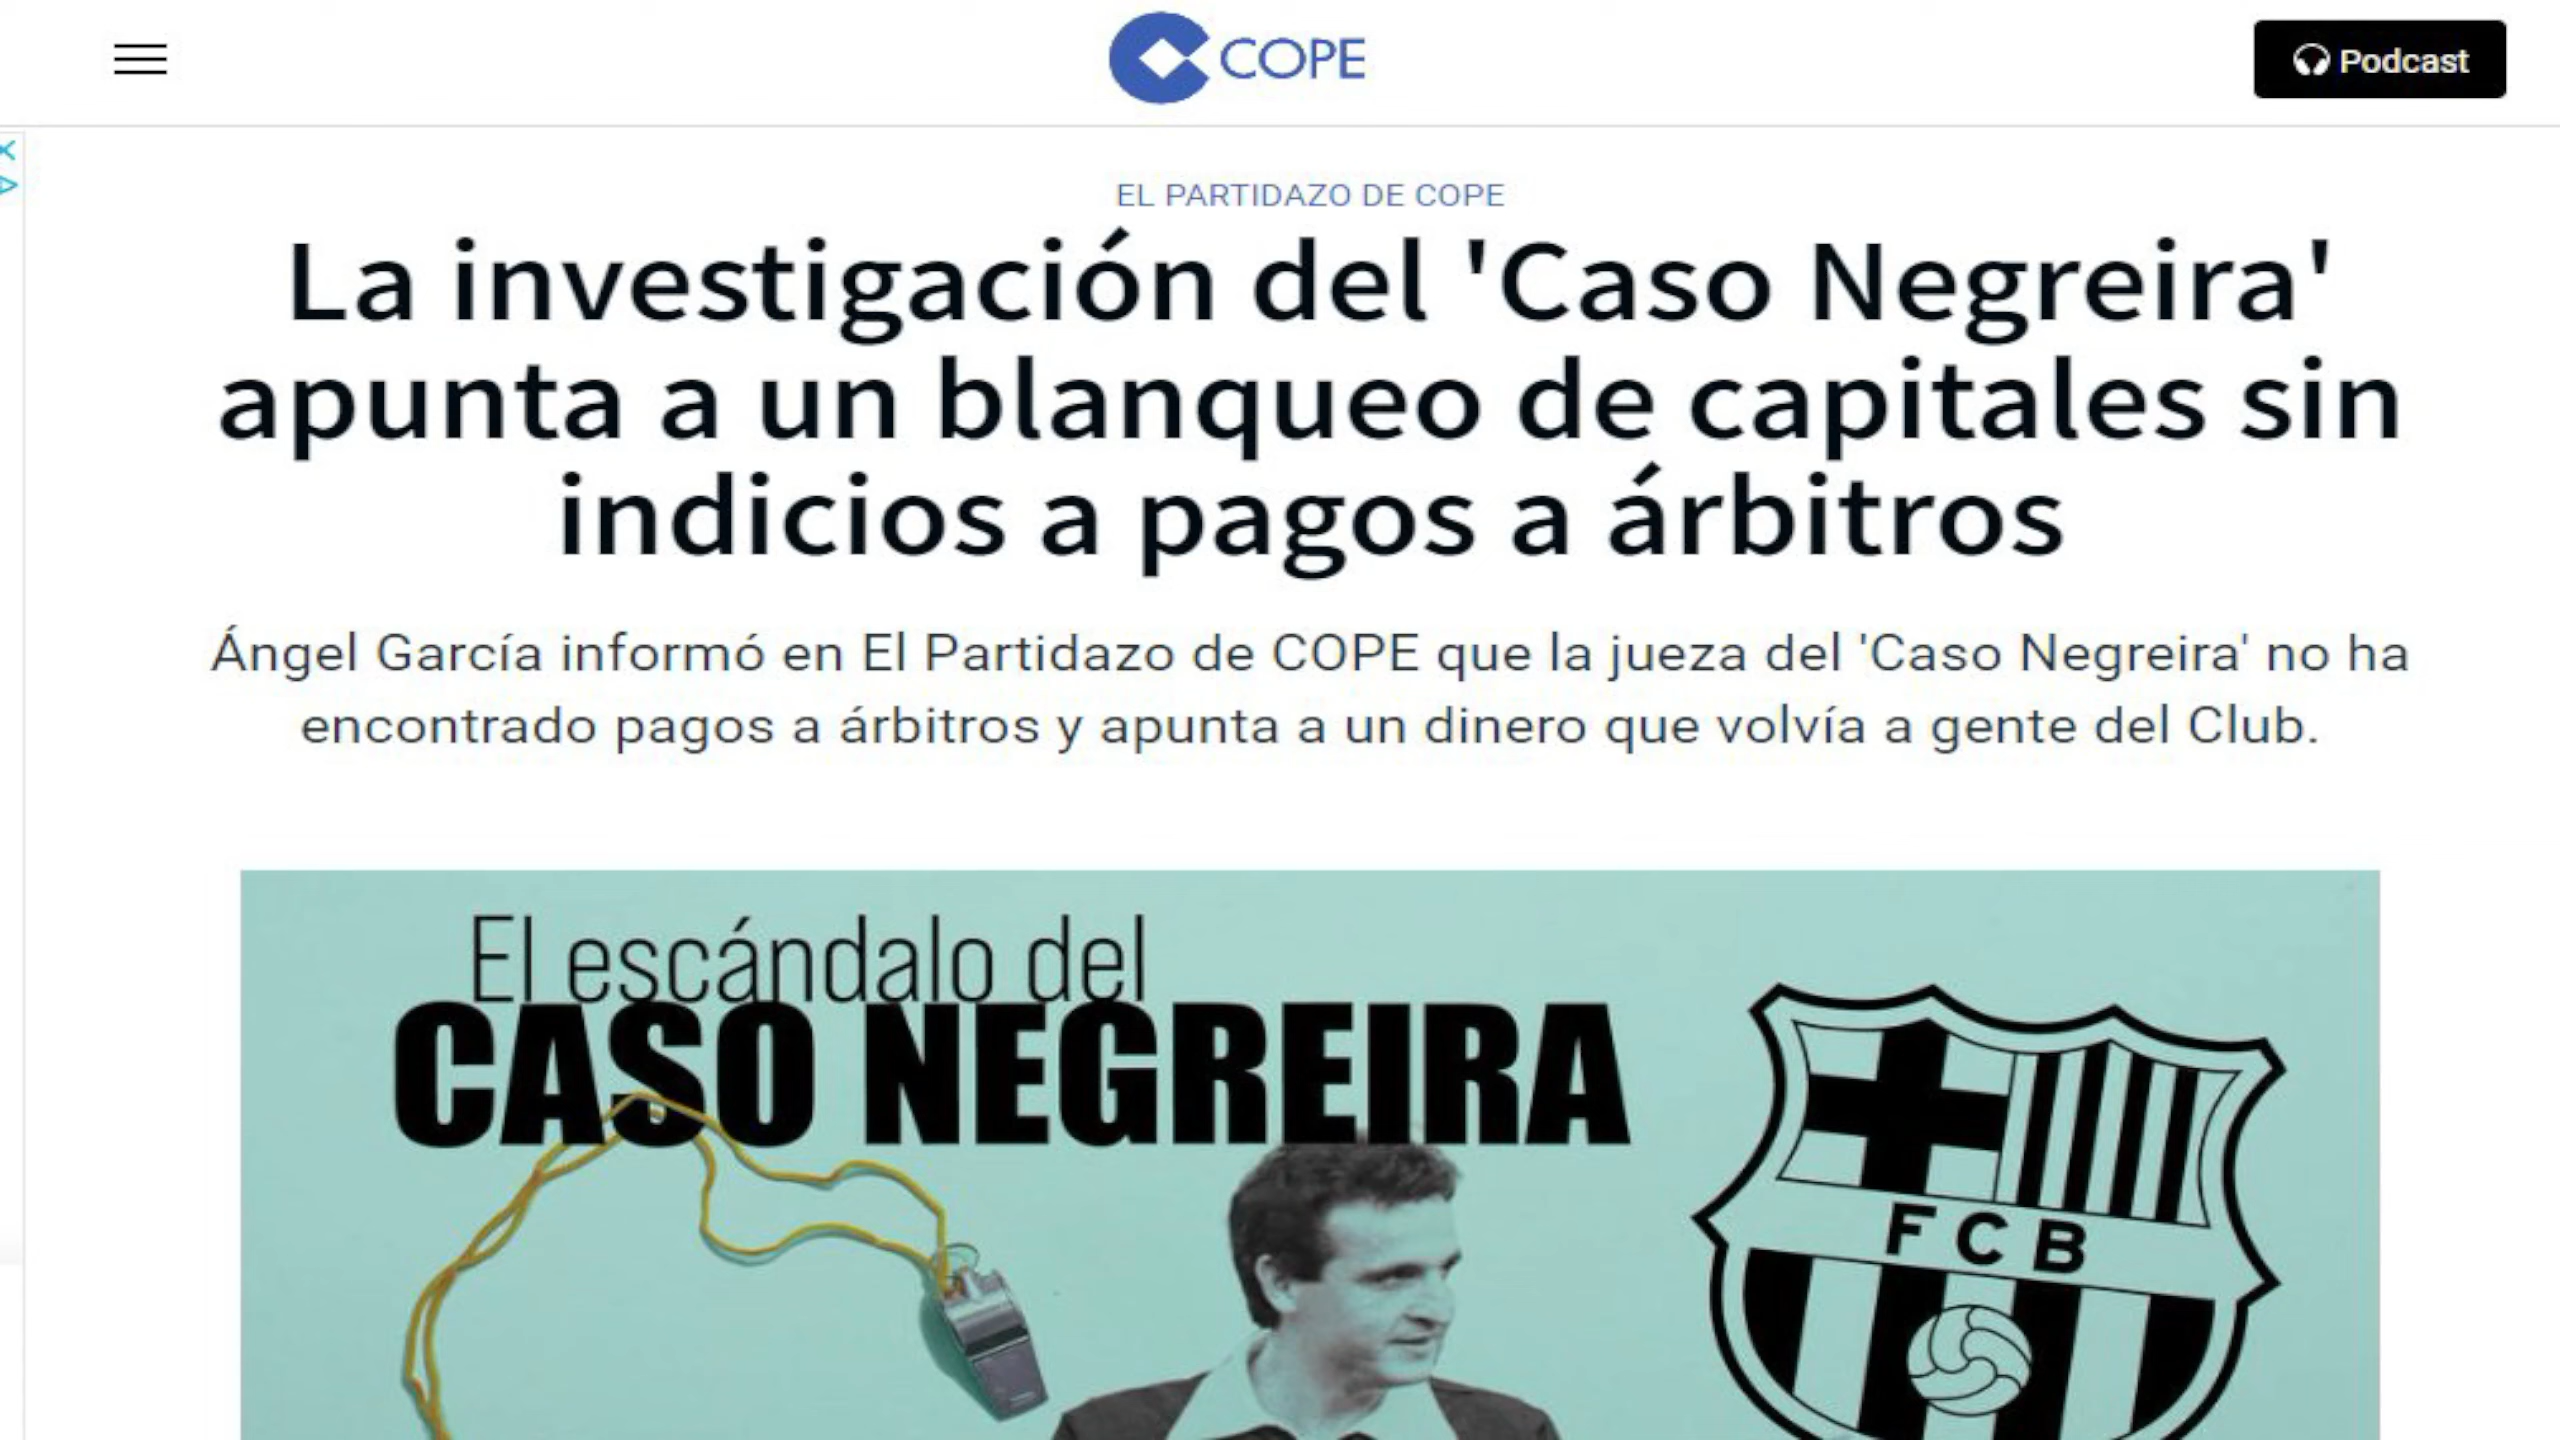 COPE
Podcast
EL PARTIDAZO DE COPE
La investigación del 'Caso Negreira'
apunta a un blanqueo de capitales sin
indicios a pagos a árbitros
Ángel García informó en El Partidazo de COPE que la jueza del 'Caso Negreira' no ha
encontrado pagos a árbitros y apunta a un dinero que volvía a gente del Club.
El escándalo del
CASO NEGREIRA
FCB